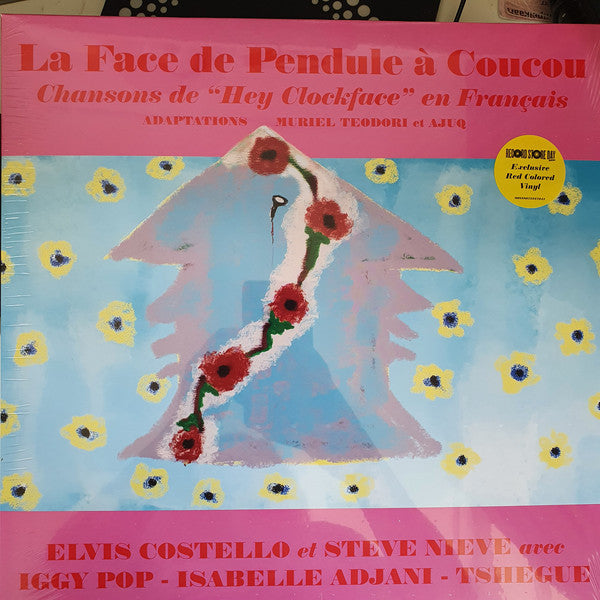 La Face de Pendule à Coucou
Chansons de "Hey Clockface" en Français
ADAPTATIONS MURIEL TEODORI et AJUQ
RECORD STORE DAY
Exclusive
Red Colored
Vinyl
ELVIS COSTELLO et STEVE NIEVE avec
IGGY POP - ISABELLE ADJANI - TSHEGUE